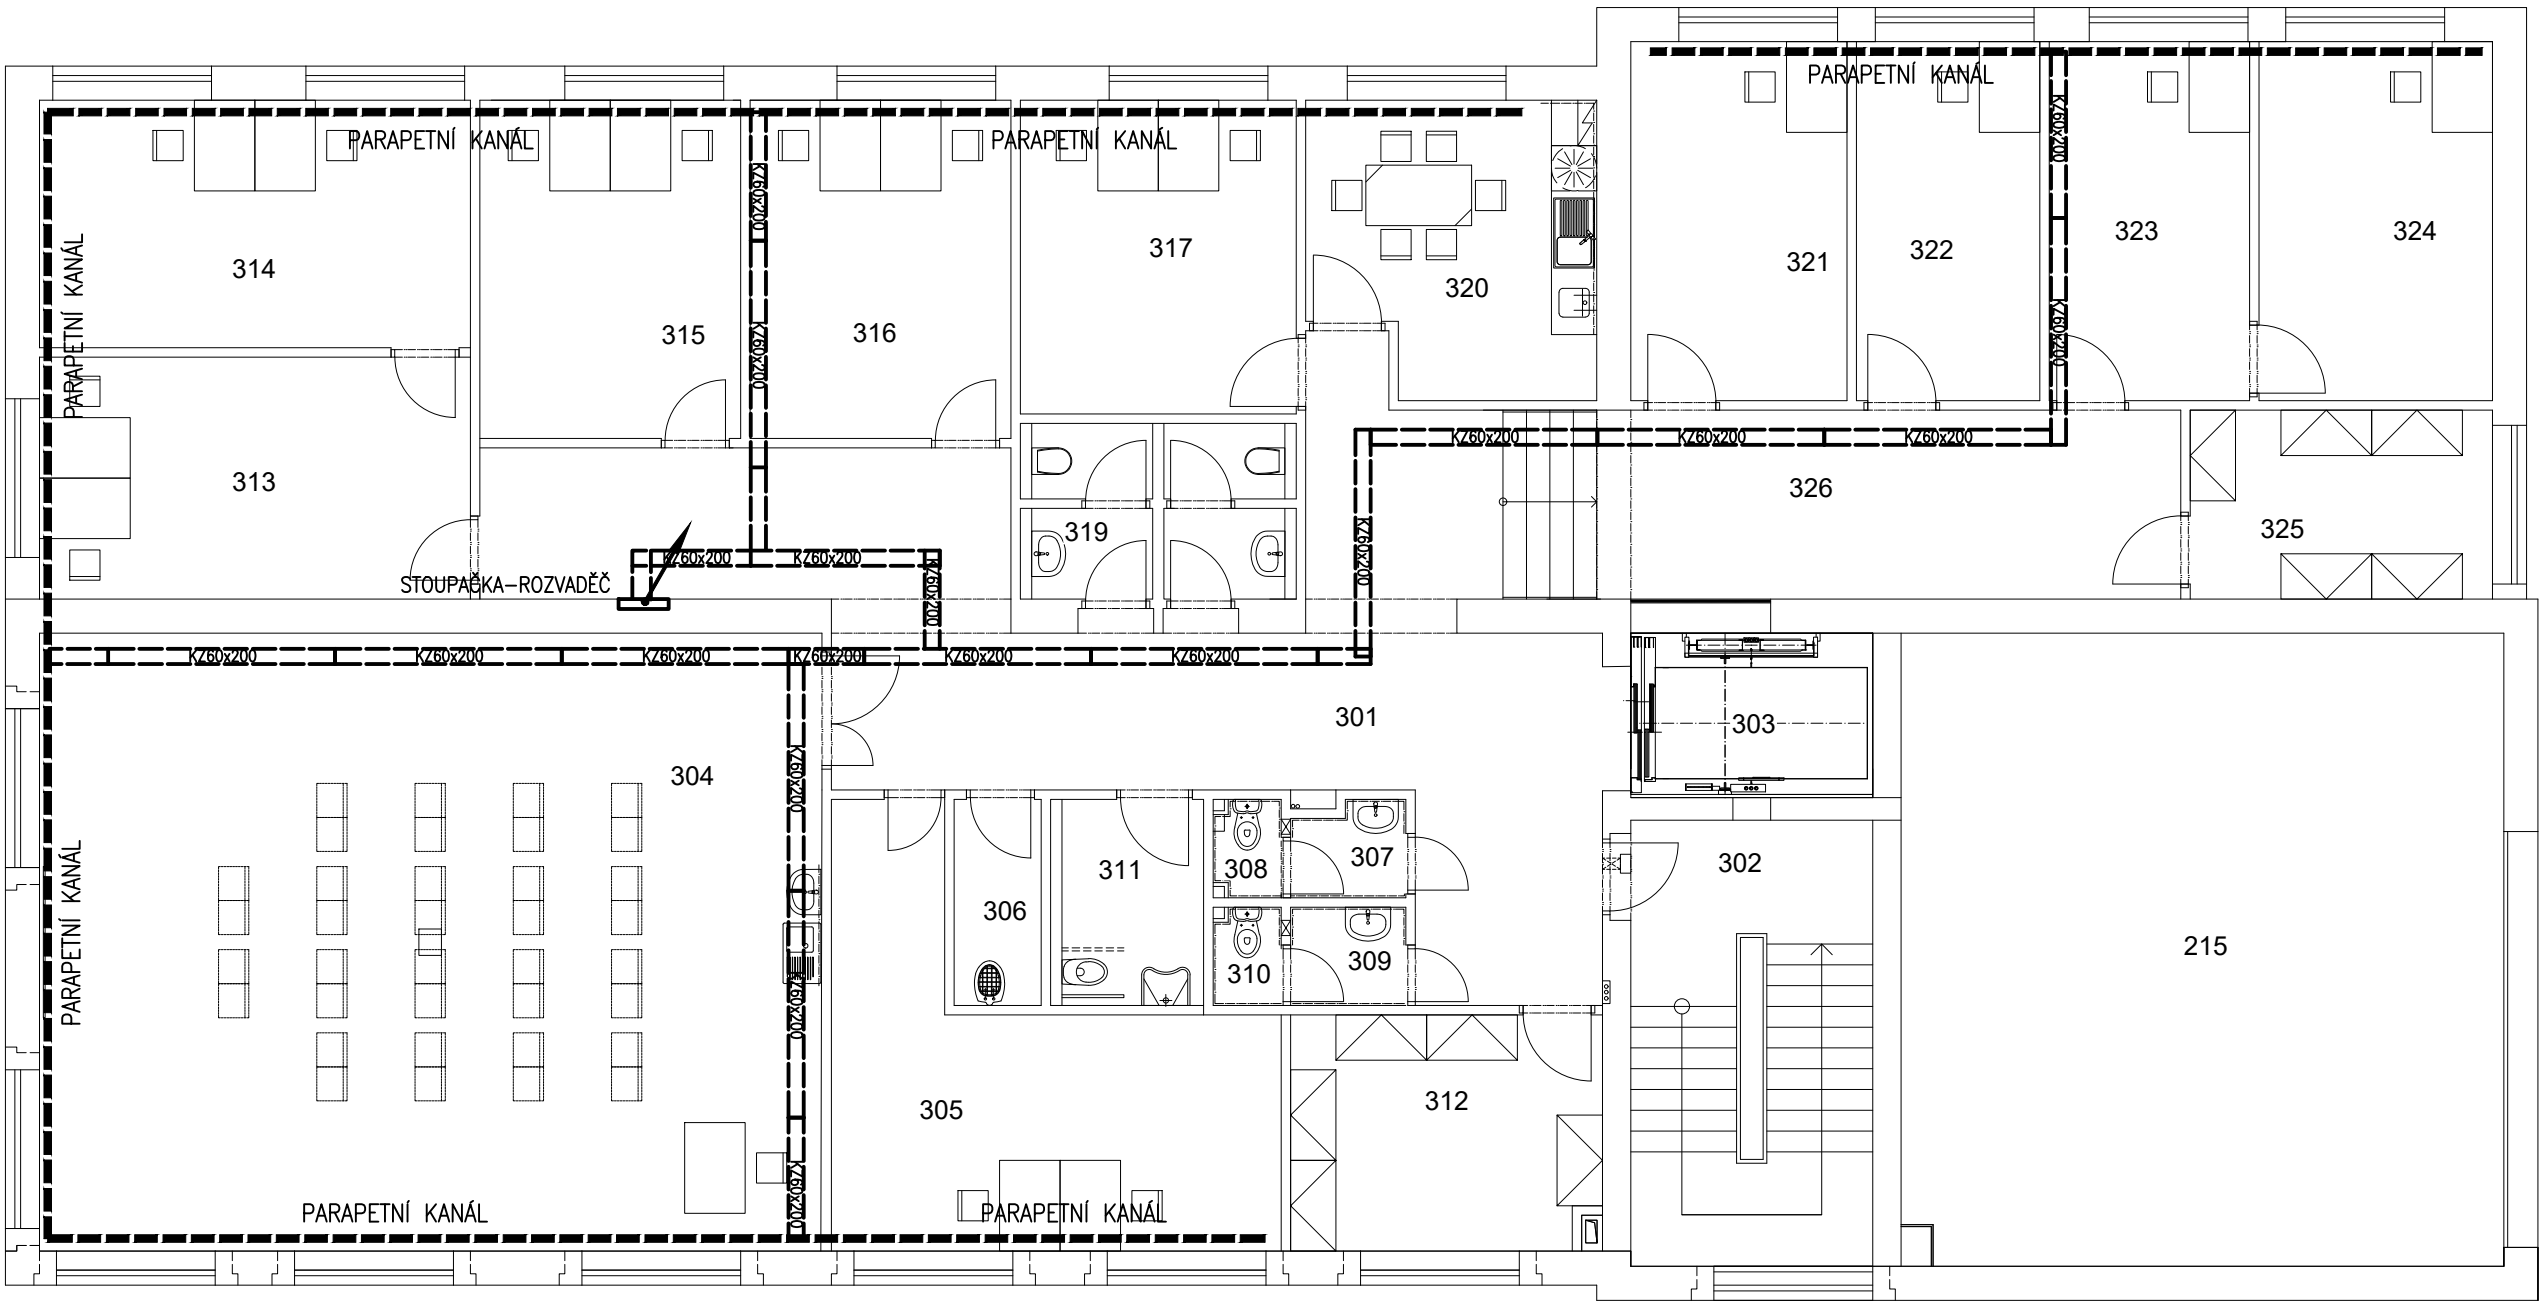 PARAPETNÍ KANÁL
PARAPETNÍ KANÁL
PARAPETNÍ KANÁL
KZ60x200
KZ60x200
KZ60x200
KZ60x200
PARAPETNÍ KANÁL
314
315
316
317
320
321
322
323
324
313
319
326
325
KZ60x200
KZ60x200
KZ60x200
KZ60x200
KZ60x200
KZ60x200
KZ60x200
STOUPAČKA-ROZVADĚČ
KZ60x200
KZ60x200
KZ60x200
KZ60x200
KZ60x200
KZ60x200
301
303
304
KZ60x200
KZ60x200
KZ60x200
PARAPETNÍ KANÁL
306
311
308
307
310
309
302
215
305
312
PARAPETNÍ KANÁL
PARAPETNÍ KANÁL